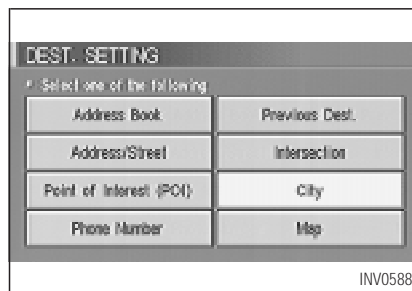 DEST. SETTING
Select one of the following
Address Book Previous Dest.
Address/Street Intersection
Point of Interest (POI) City
Phone Number Map
INV0588